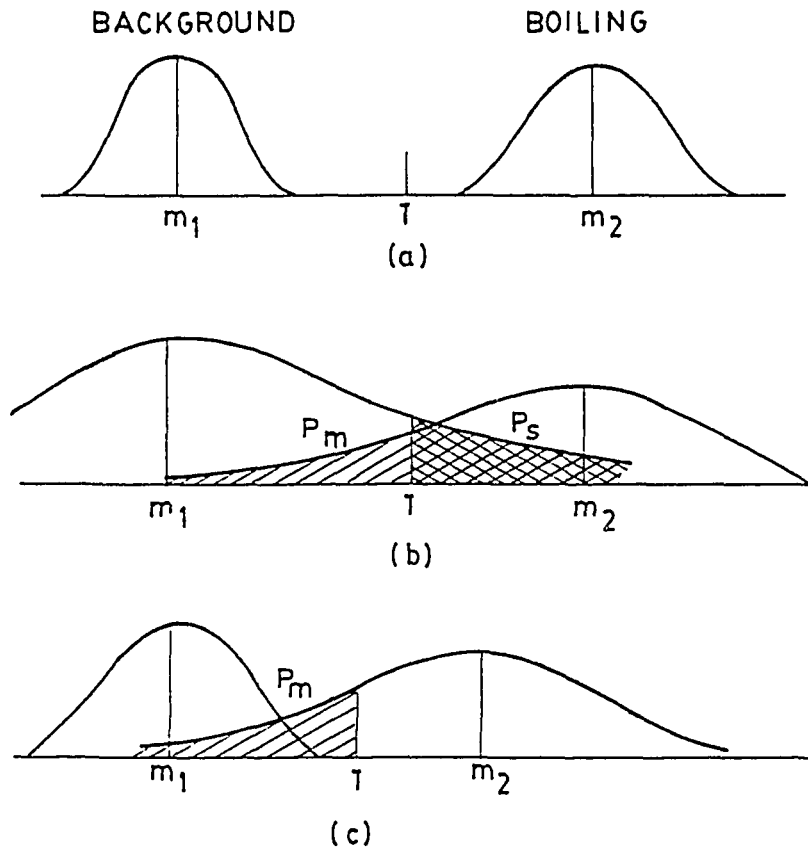 BACKGROUND BOILING
m1 T m2
(a)
Pm Ps
m1 T m2
(b)
Pm
m1 T m2
(c)